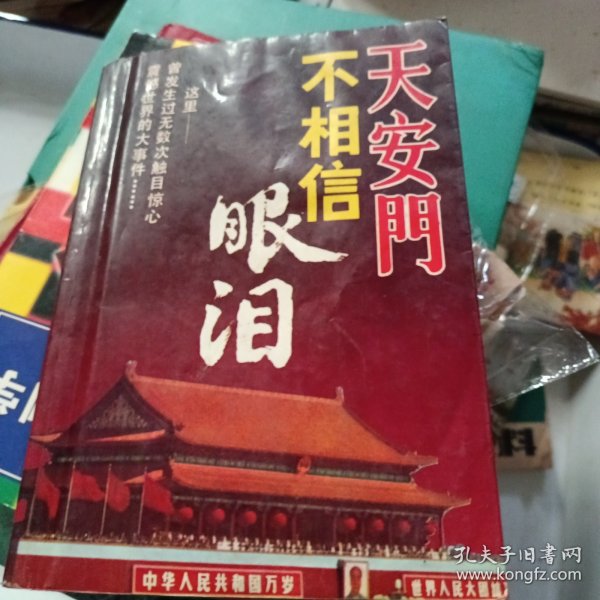 天安門
不相信
眼泪
这里——
曾发生过无数次触目惊心
震撼世界的大事件……
中华人民共和国万岁
世界人民大团结
孔夫子旧书网
www.kongfz.com